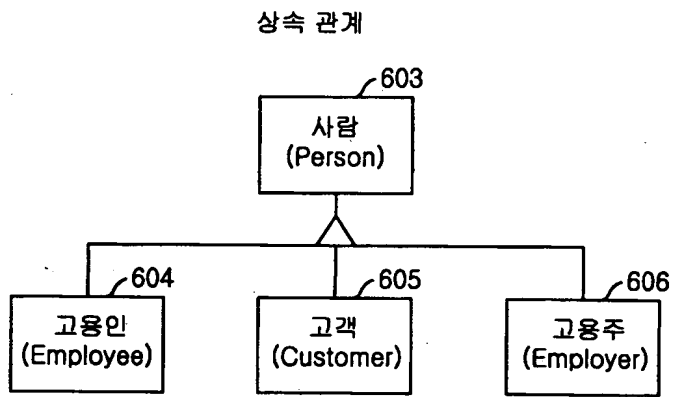 상속 관계
603
사람
(Person)
604
고용인
(Employee)
605
고객
(Customer)
606
고용주
(Employer)